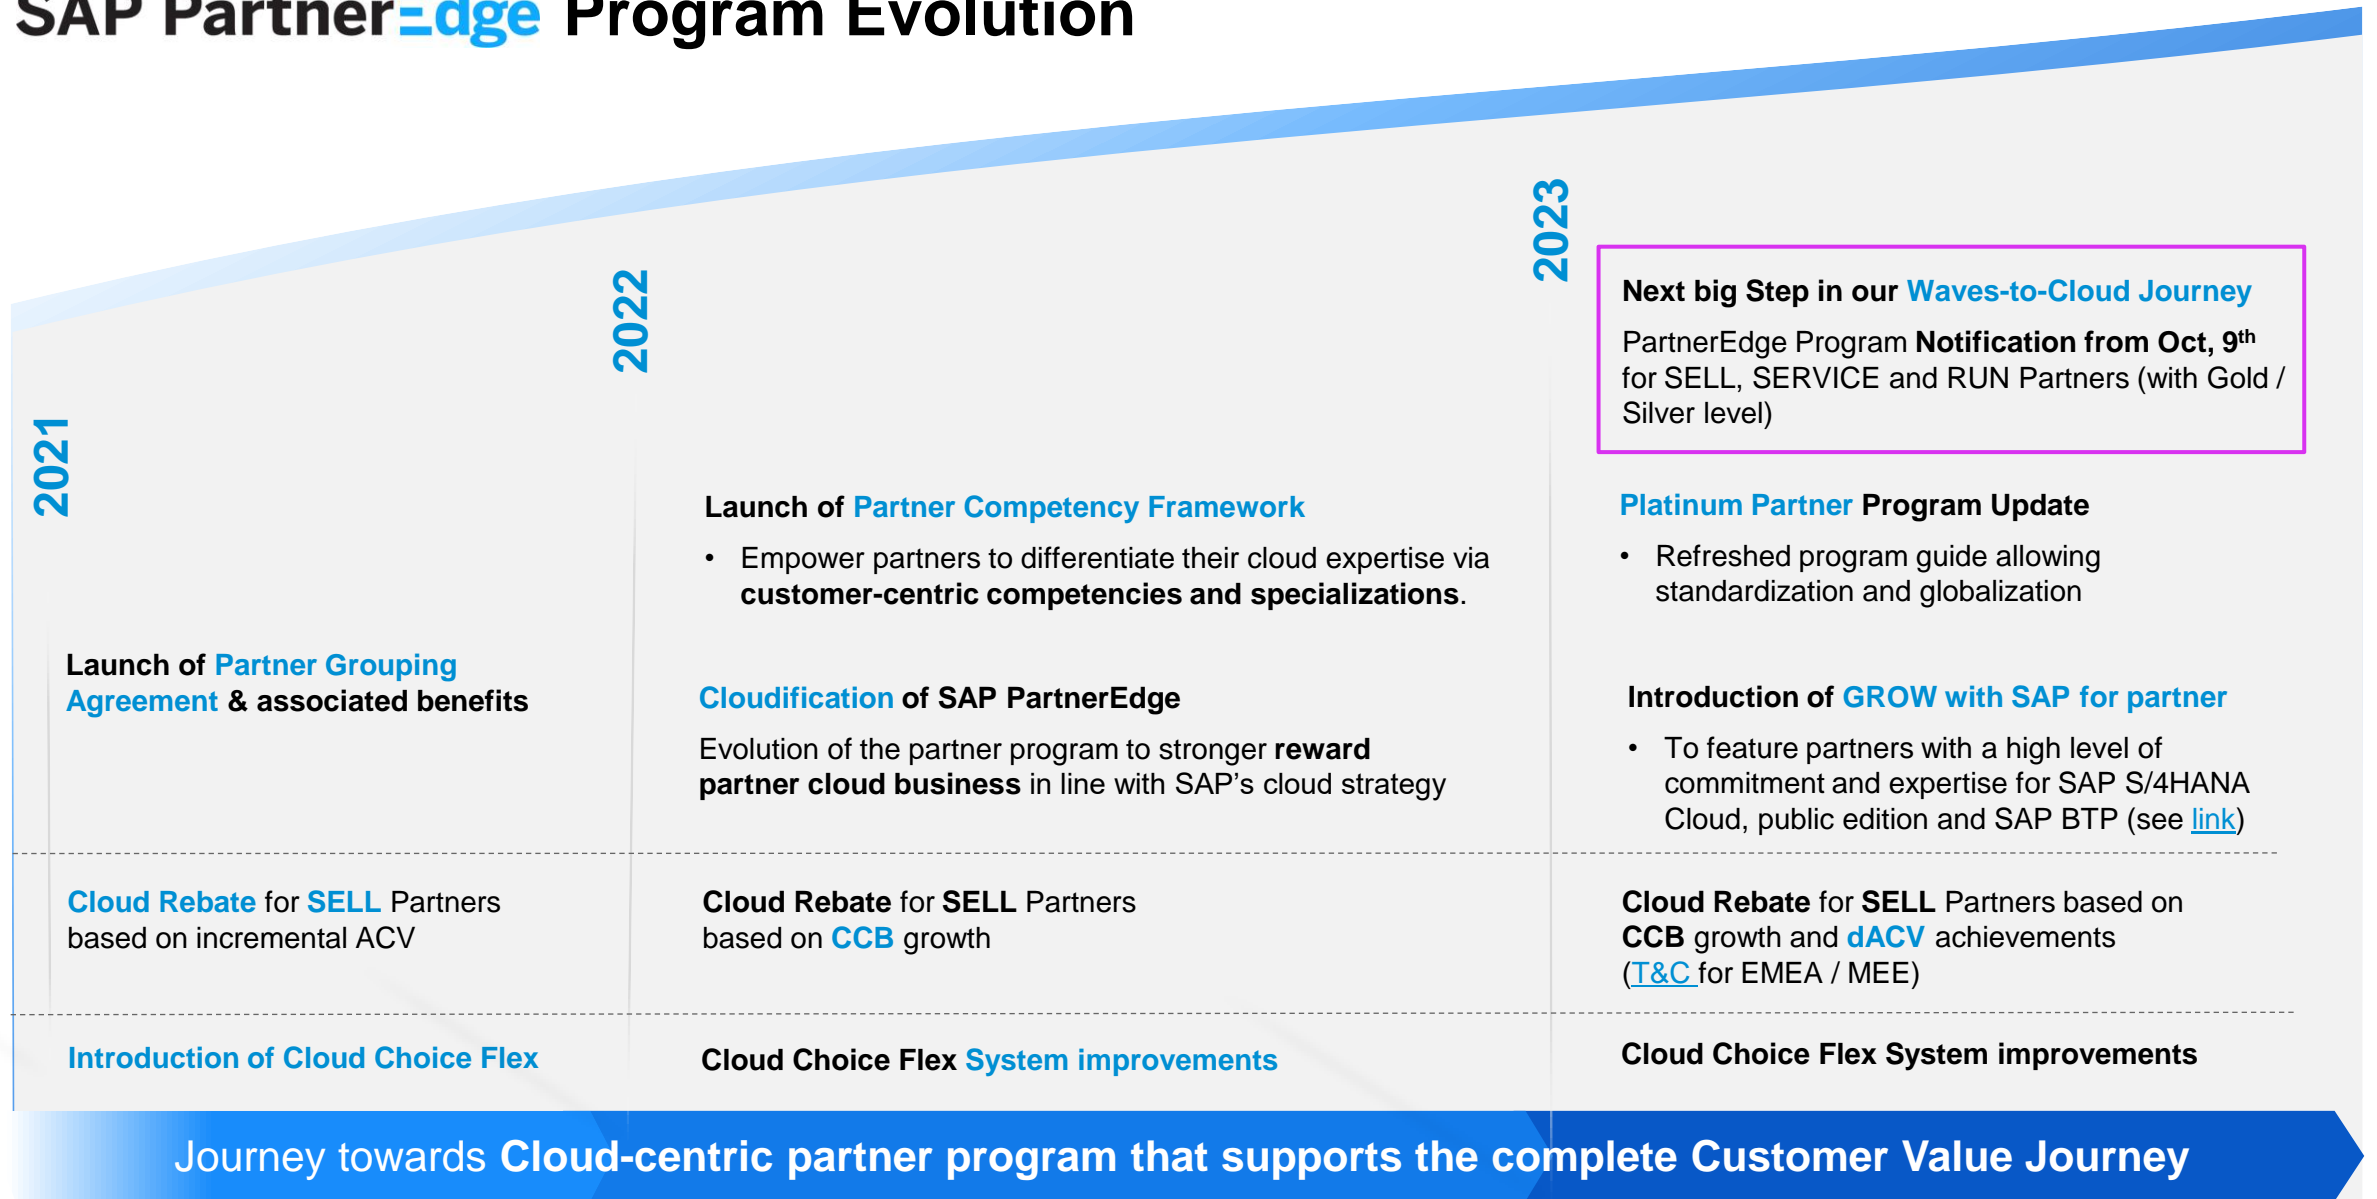 SAP PartnerEdge Program Evolution
2021
Launch of Partner Grouping
Agreement & associated benefits
Cloud Rebate for SELL Partners
based on incremental ACV
Introduction of Cloud Choice Flex
2022
Launch of Partner Competency Framework
• Empower partners to differentiate their cloud expertise via
customer-centric competencies and specializations.
Cloudification of SAP PartnerEdge
Evolution of the partner program to stronger reward
partner cloud business in line with SAP’s cloud strategy
Cloud Rebate for SELL Partners
based on CCB growth
Cloud Choice Flex System improvements
2023
Next big Step in our Waves-to-Cloud Journey
PartnerEdge Program Notification from Oct, 9th
for SELL, SERVICE and RUN Partners (with Gold /
Silver level)
Platinum Partner Program Update
• Refreshed program guide allowing
standardization and globalization
Introduction of GROW with SAP for partner
• To feature partners with a high level of
commitment and expertise for SAP S/4HANA
Cloud, public edition and SAP BTP (see link)
Cloud Rebate for SELL Partners based on
CCB growth and dACV achievements
(T&C for EMEA / MEE)
Cloud Choice Flex System improvements
Journey towards Cloud-centric partner program that supports the complete Customer Value Journey